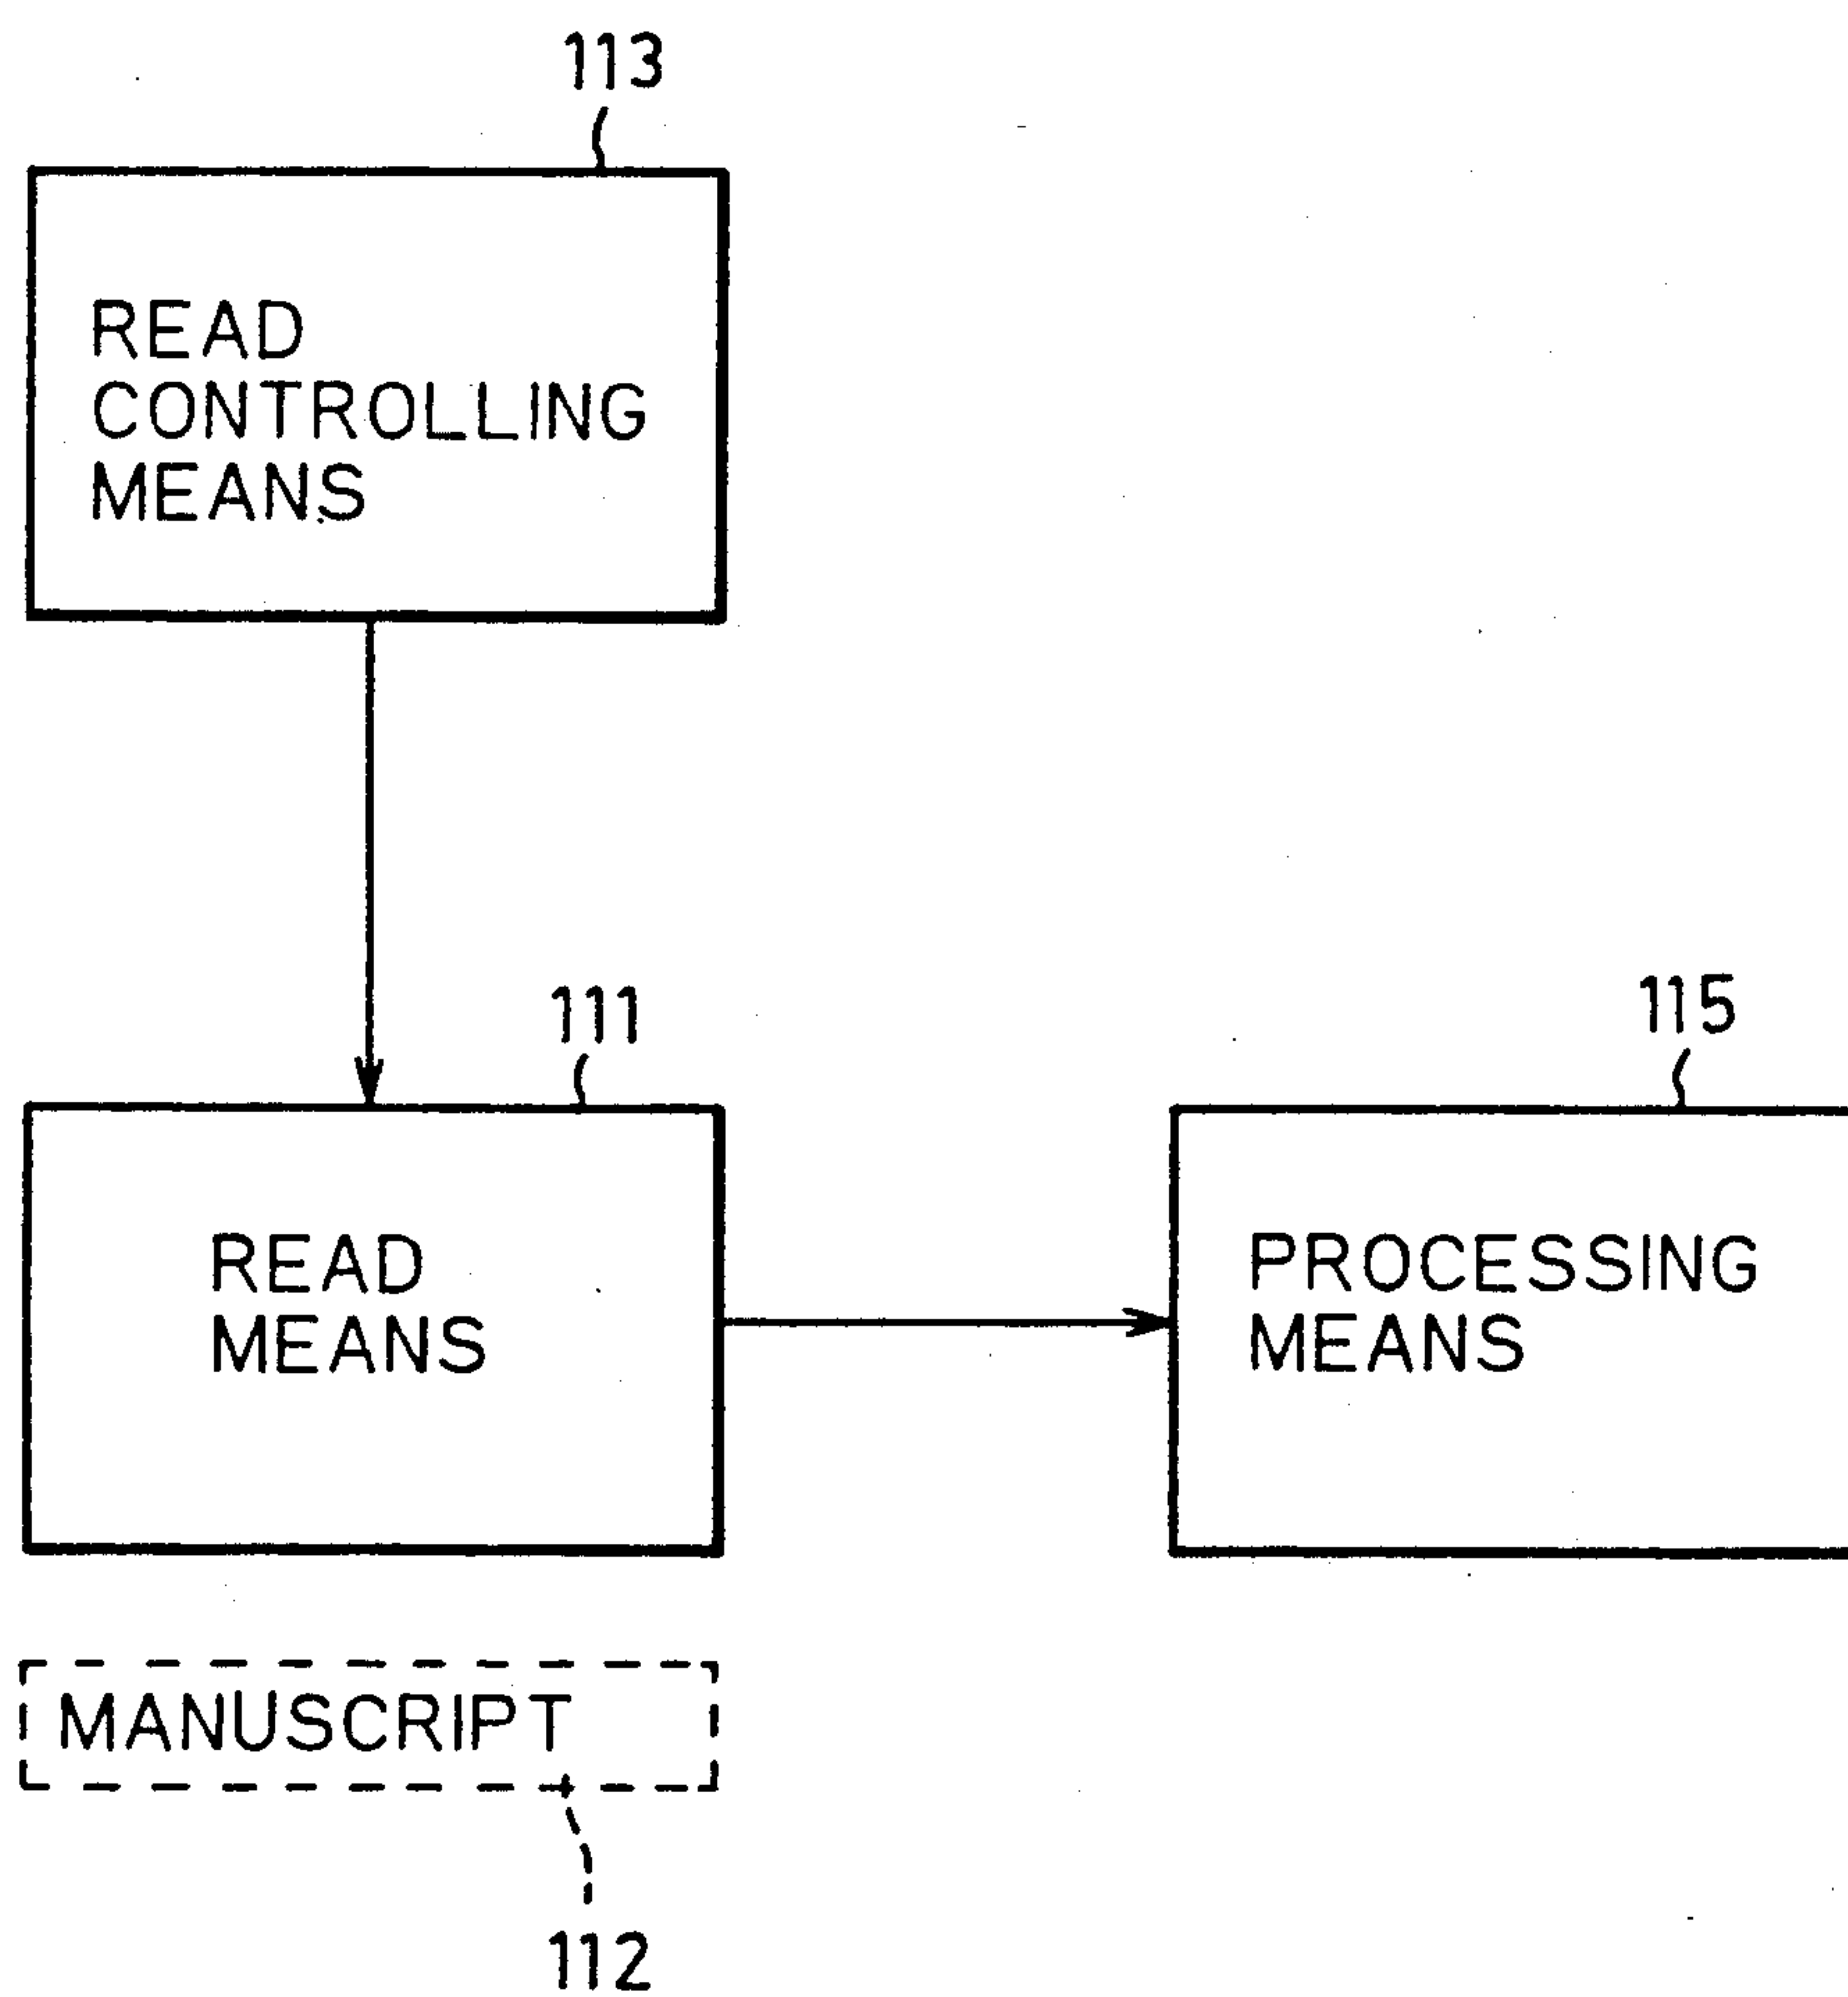 113
READ
CONTROLLING
MEANS
111
READ
MEANS
115
PROCESSING
MEANS
MANUSCRIPT
112